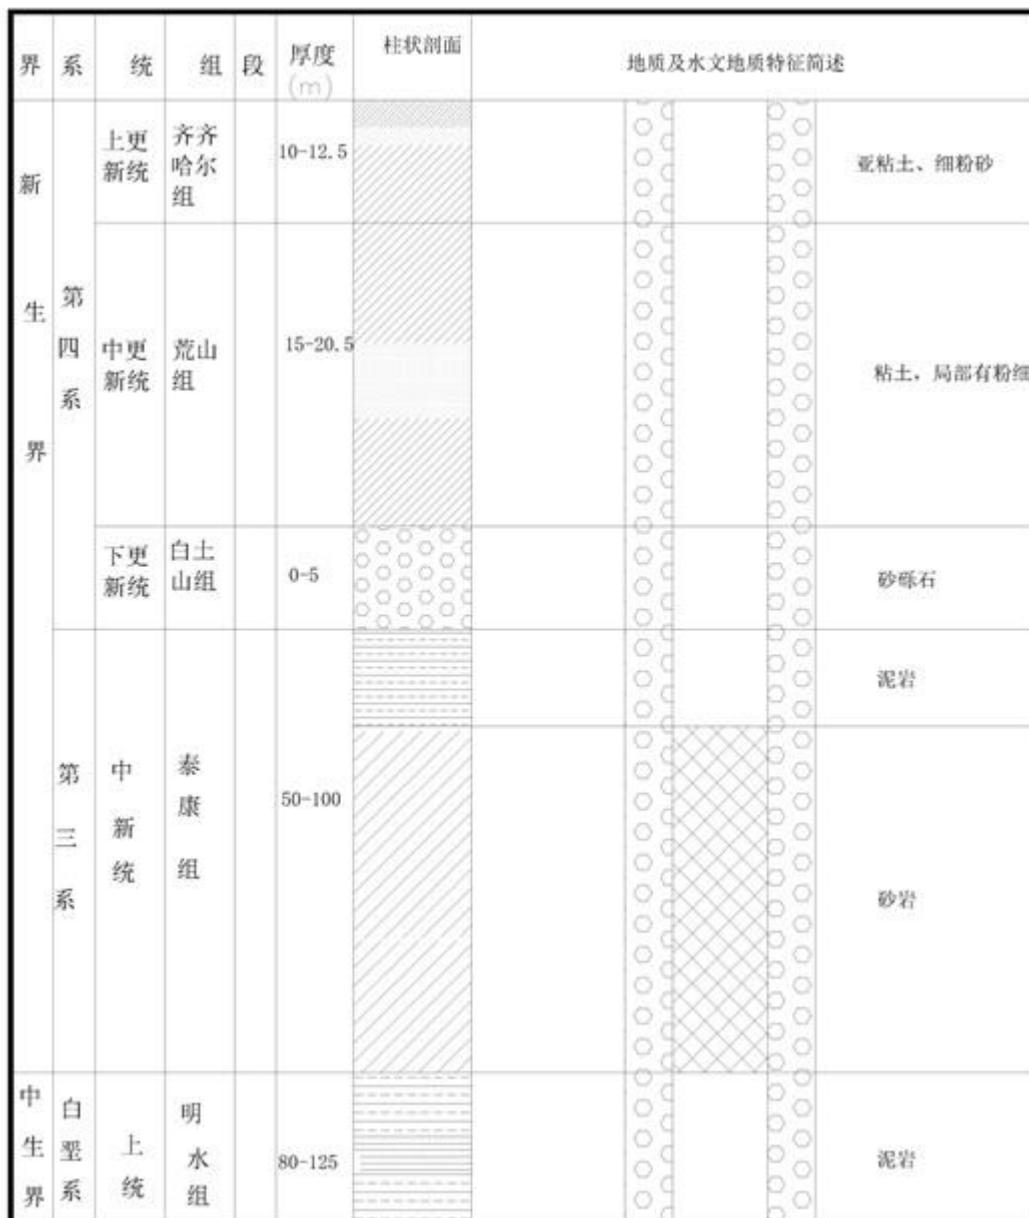 界 系 统 组 段 厚度(m) 柱状剖面 地质及水文地质特征简述
新生界
第四系
上更新统
齐齐哈尔组
10-12.5
亚粘土、细粉砂
中更新统
荒山组
15-20.5
粘土，局部有粉细
下更新统
白土山组
0-5
砂砾石
泥岩
第三系
中新统
泰康组
50-100
砂岩
中生界
白垩系
上统
明水组
80-125
泥岩